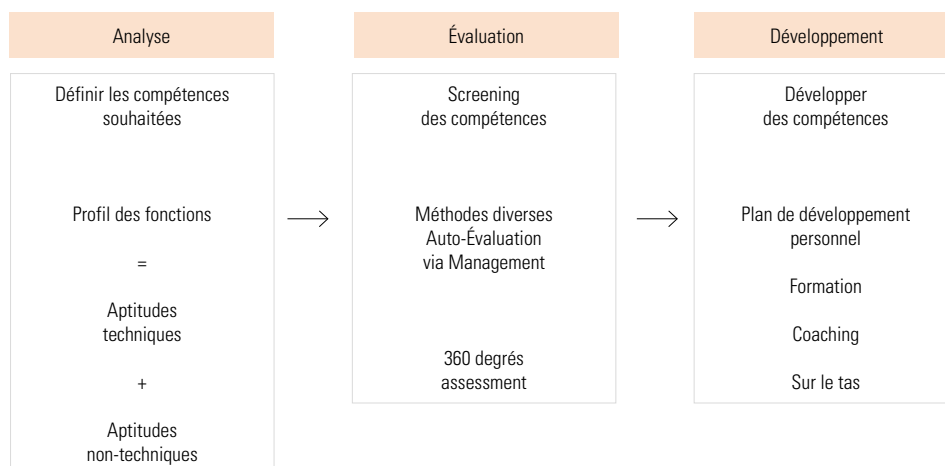 Analyse
Définir les compétences
souhaitées
Profil des fonctions
=
Aptitudes
techniques
+
Aptitudes
non-techniques
Évaluation
Screening
des compétences
Méthodes diverses
Auto-Évaluation
via Management
360 degrés
assessment
Développement
Développer
des compétences
Plan de développement
personnel
Formation
Coaching
Sur le tas